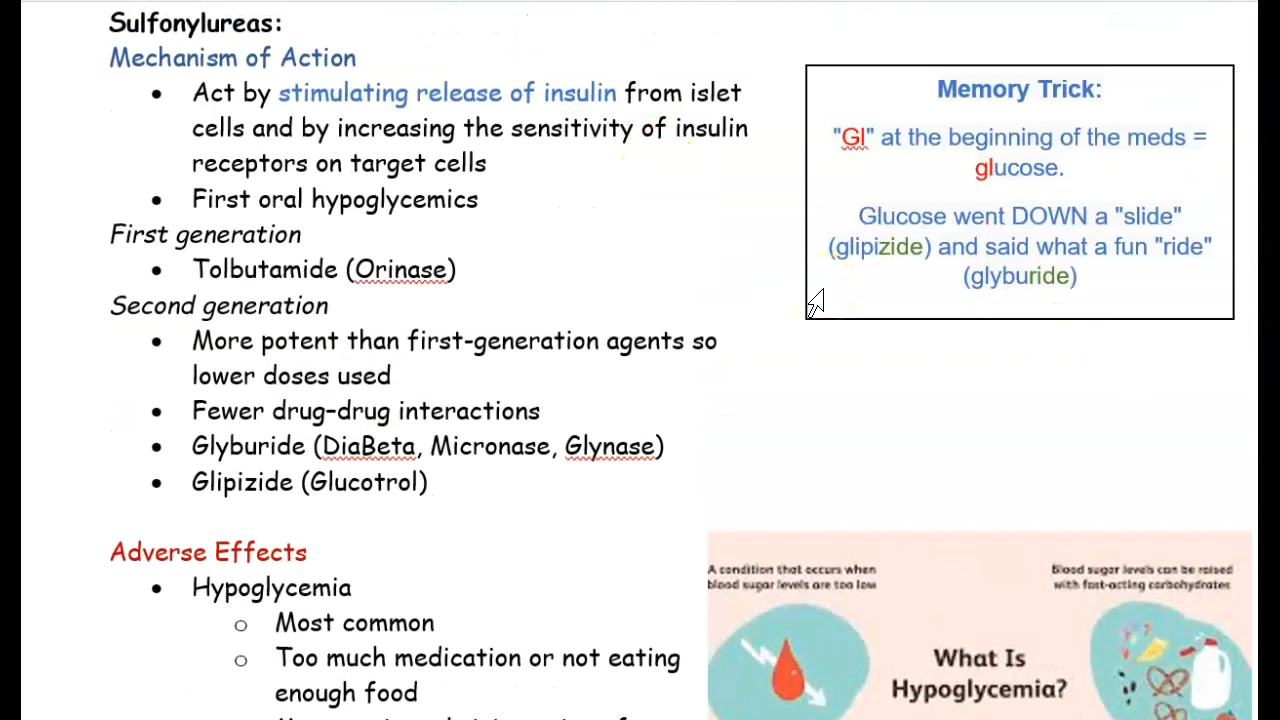 Sulfonylureas:
Mechanism of Action
• Act by stimulating release of insulin from islet
cells and by increasing the sensitivity of insulin
receptors on target cells
• First oral hypoglycemics
First generation
• Tolbutamide (Orinase)
Second generation
• More potent than first-generation agents so
lower doses used
• Fewer drug–drug interactions
• Glyburide (DiaBeta, Micronase, Glynase)
• Glipizide (Glucotrol)
Memory Trick:
"Gl" at the beginning of the meds =
glucose.
Glucose went DOWN a "slide"
(glipizide) and said what a fun "ride"
(glyburide)
Adverse Effects
• Hypoglycemia
o Most common
o Too much medication or not eating
enough food
A condition that occurs when
blood sugar levels are too low
Blood sugar levels can be raised
with fast-acting carbohydrates
What Is
Hypoglycemia?